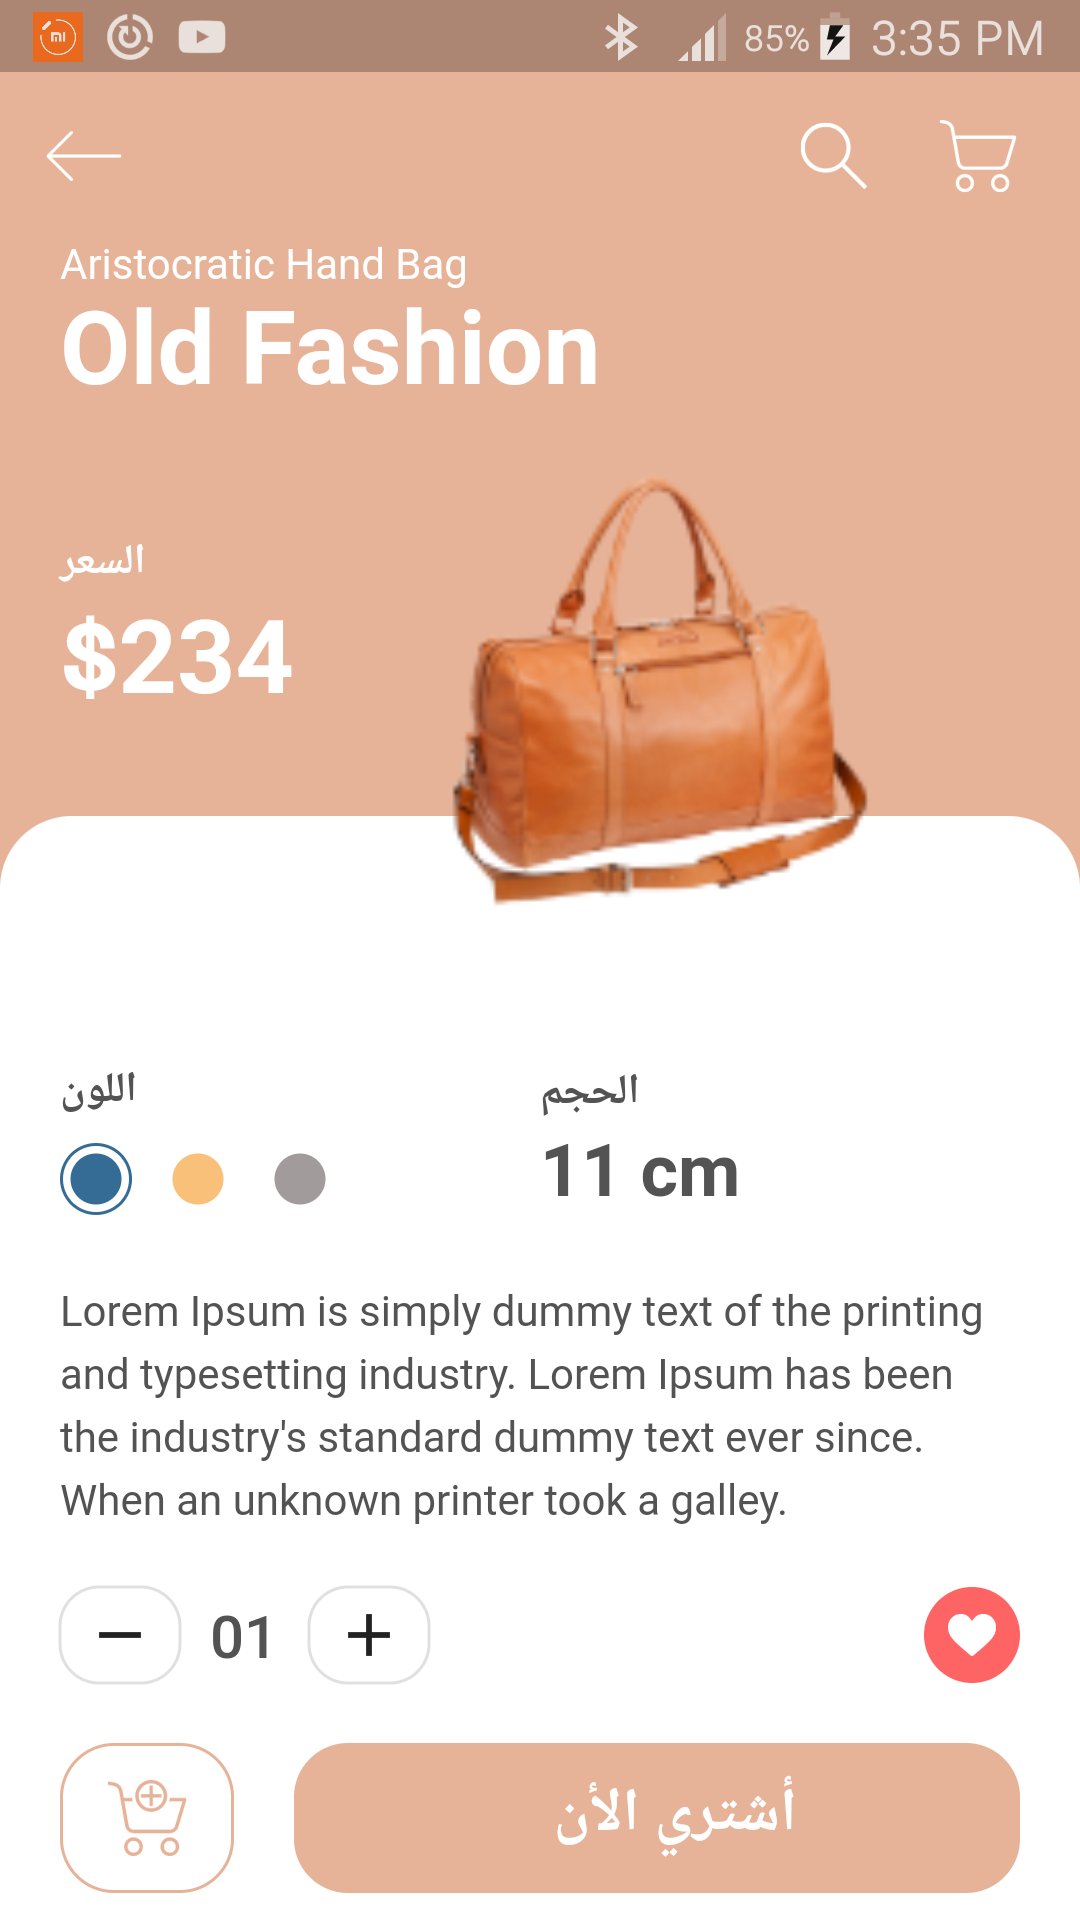 85% 3:35 PM
Aristocratic Hand Bag
Old Fashion
السعر
$234
اللون
الحجم
11 cm
Lorem Ipsum is simply dummy text of the printing
and typesetting industry. Lorem Ipsum has been
the industry's standard dummy text ever since.
When an unknown printer took a galley.
01
أشتري الأن